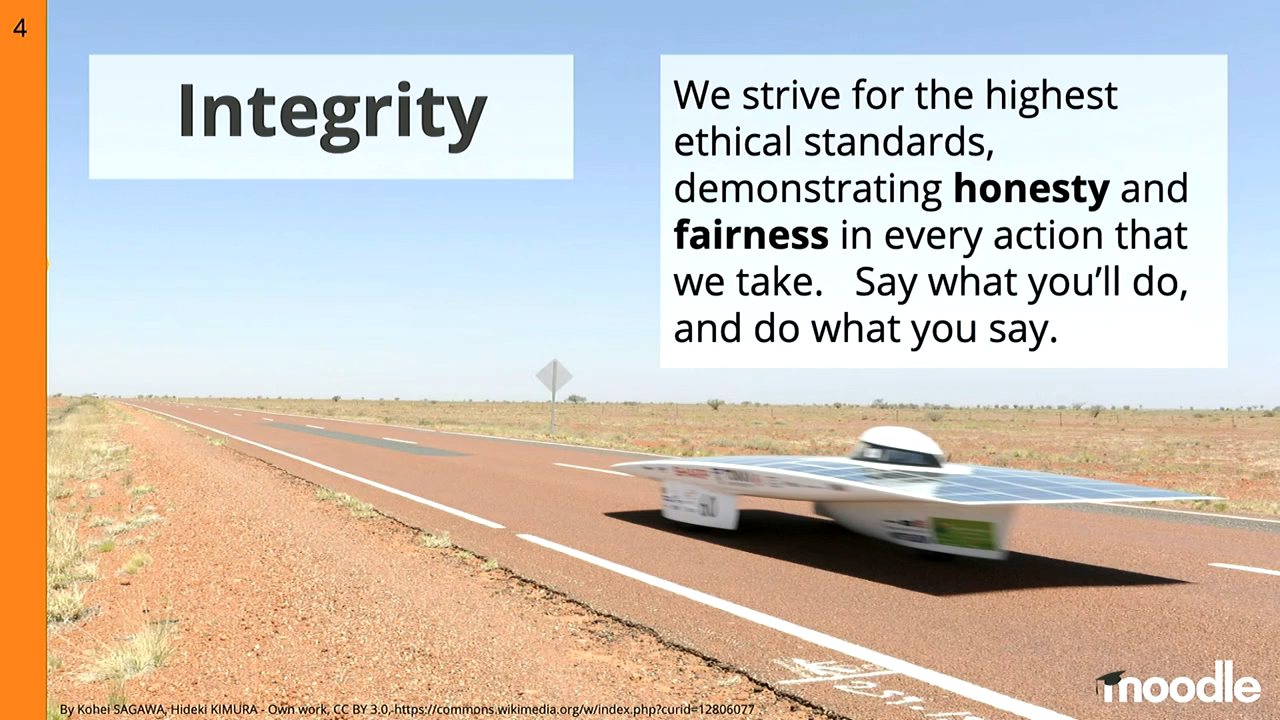 4
Integrity
We strive for the highest
ethical standards,
demonstrating honesty and
fairness in every action that
we take. Say what you'll do,
and do what you say.
60
moodle
By Kohei SAGAWA, Hideki KIMURA - Own work, CC BY 3.0, https://commons.wikimedia.org/w/index.php?curid=12806077